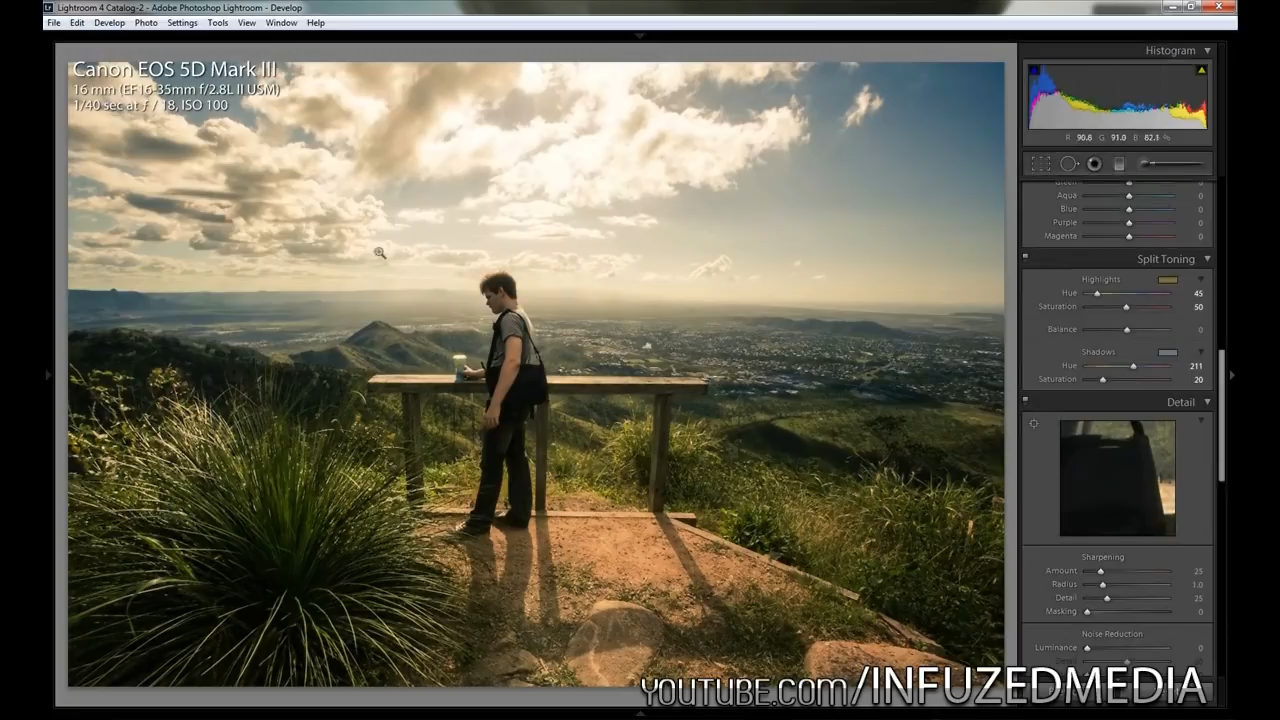 Lightroom 4 Catalog-2 - Adobe Photoshop Lightroom - Develop
File Edit Develop Photo Settings Tools View Window Help
Canon EOS 5D Mark III
16 mm (EF16-35mm f/2.8L II USM)
1/40 sec at ƒ / 18, ISO 100
Histogram
R 90.6 G 91.0 B 82.1 %
Green 0
Aqua 0
Blue 0
Purple 0
Magenta 0
Split Toning
Highlights
Hue 45
Saturation 50
Balance 0
Shadows
Hue 211
Saturation 20
Detail
Sharpening
Amount 25
Radius 1.0
Detail 25
Masking 0
Noise Reduction
Luminance 0
YOUTUBE.COM/INFUZEDMEDIA